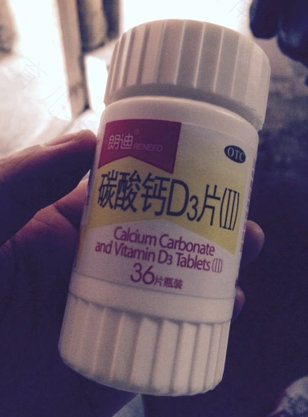 朗迪 RENEED
OTC
碳酸钙D3片(II)
Calcium Carbonate
and Vitamin D3 Tablets(II)
36片瓶装